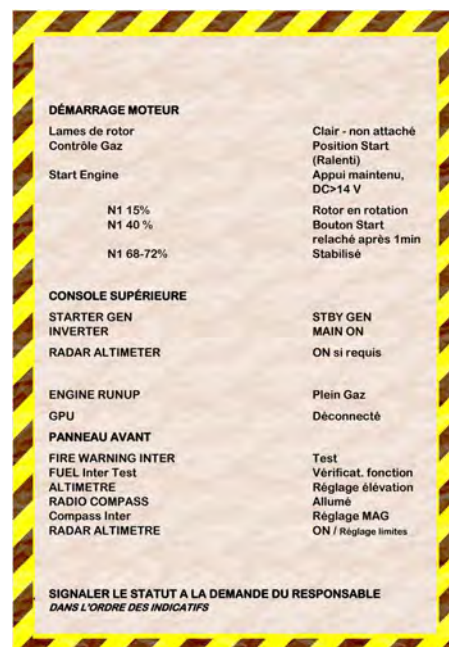 DÉMARRAGE MOTEUR
Lames de rotor Clair - non attaché
Contrôle Gaz Position Start
(Ralenti)
Start Engine Appui maintenu,
DC>14 V
N1 15% Rotor en rotation
N1 40 % Bouton Start
relaché après 1min
N1 68-72% Stabilisé
CONSOLE SUPÉRIEURE
STARTER GEN STBY GEN
INVERTER MAIN ON
RADAR ALTIMETER ON si requis
ENGINE RUNUP Plein Gaz
GPU Déconnecté
PANNEAU AVANT
FIRE WARNING INTER Test
FUEL Inter Test Vérificat. fonction
ALTIMETRE Réglage élévation
RADIO COMPASS Allumé
Compass Inter Réglage MAG
RADAR ALTIMETRE ON / Réglage limites
SIGNALER LE STATUT A LA DEMANDE DU RESPONSABLE
DANS L'ORDRE DES INDICATIFS